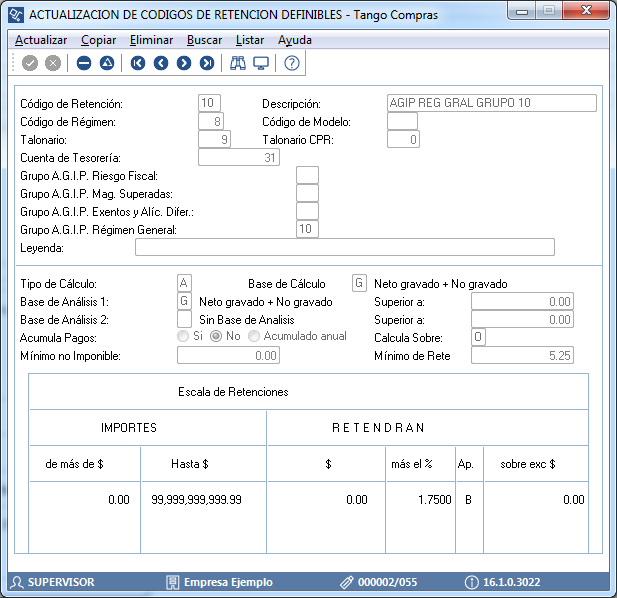 ACTUALIZACION DE CODIGOS DE RETENCION DEFINIBLES - Tango Compras
Actualizar Copiar Eliminar Buscar Listar Ayuda
Código de Retención: 10 Descripción: AGIP REG GRAL GRUPO 10
Código de Régimen: 8 Código de Modelo:
Talonario: 9 Talonario CPR: 0
Cuenta de Tesorería: 31
Grupo A.G.I.P. Riesgo Fiscal:
Grupo A.G.I.P. Mag. Superadas:
Grupo A.G.I.P. Exentos y Alíc. Difer.:
Grupo A.G.I.P. Régimen General: 10
Leyenda:
Tipo de Cálculo: A Base de Cálculo G Neto gravado + No gravado
Base de Análisis 1: G Neto gravado + No gravado Superior a: 0.00
Base de Análisis 2: Sin Base de Analisis Superior a: 0.00
Acumula Pagos: Si No Acumulado anual Calcula Sobre: 0
Mínimo no Imponible: 0.00 Mínimo de Rete 5.25
Escala de Retenciones
IMPORTES R E T E N D R A N
de más de $ Hasta $ $ más el % Ap. sobre exc $
0.00 99,999,999,999.99 0.00 1.7500 B 0.00
SUPERVISOR Empresa Ejemplo 000002/055 16.1.0.3022